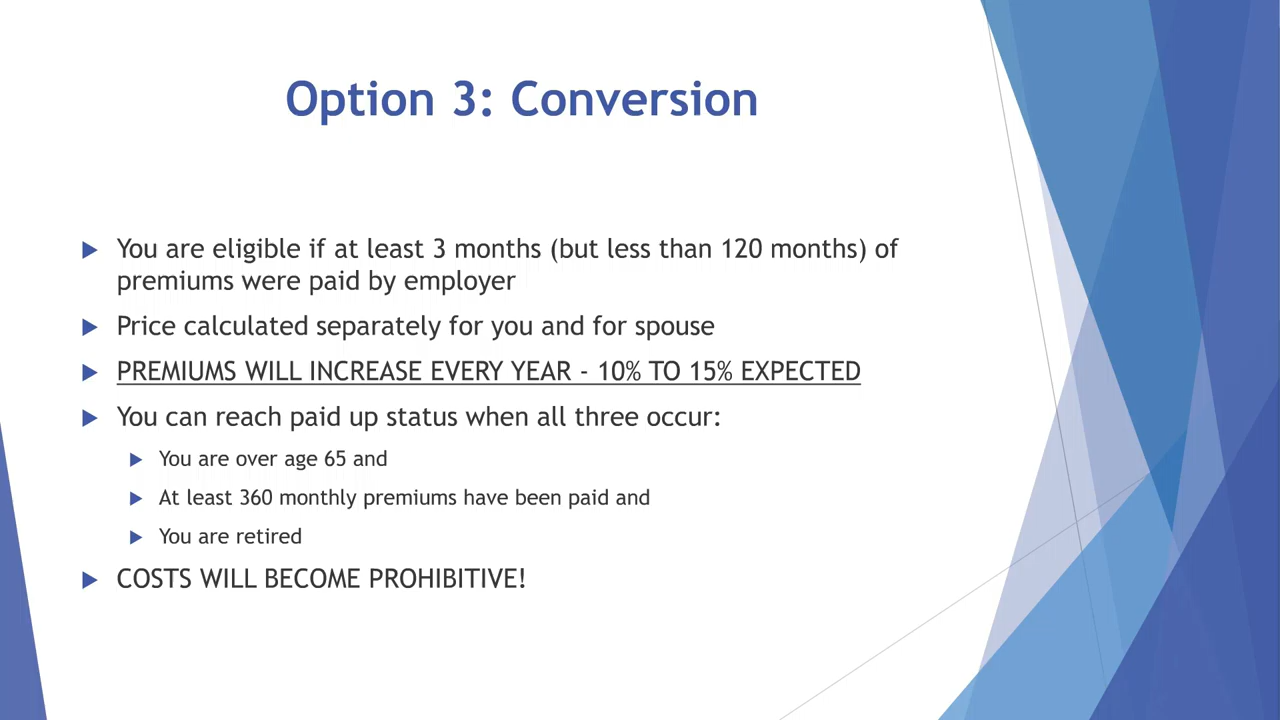 Option 3: Conversion
You are eligible if at least 3 months (but less than 120 months) of
premiums were paid by employer
Price calculated separately for you and for spouse
PREMIUMS WILL INCREASE EVERY YEAR - 10% TO 15% EXPECTED
You can reach paid up status when all three occur:
You are over age 65 and
At least 360 monthly premiums have been paid and
You are retired
COSTS WILL BECOME PROHIBITIVE!